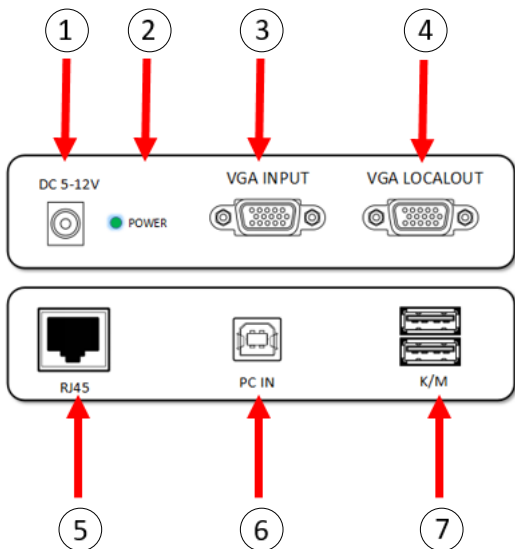 1 2 3 4
DC 5-12V
VGA INPUT
VGA LOCALOUT
POWER
RJ45
PC IN
K/M
5 6 7